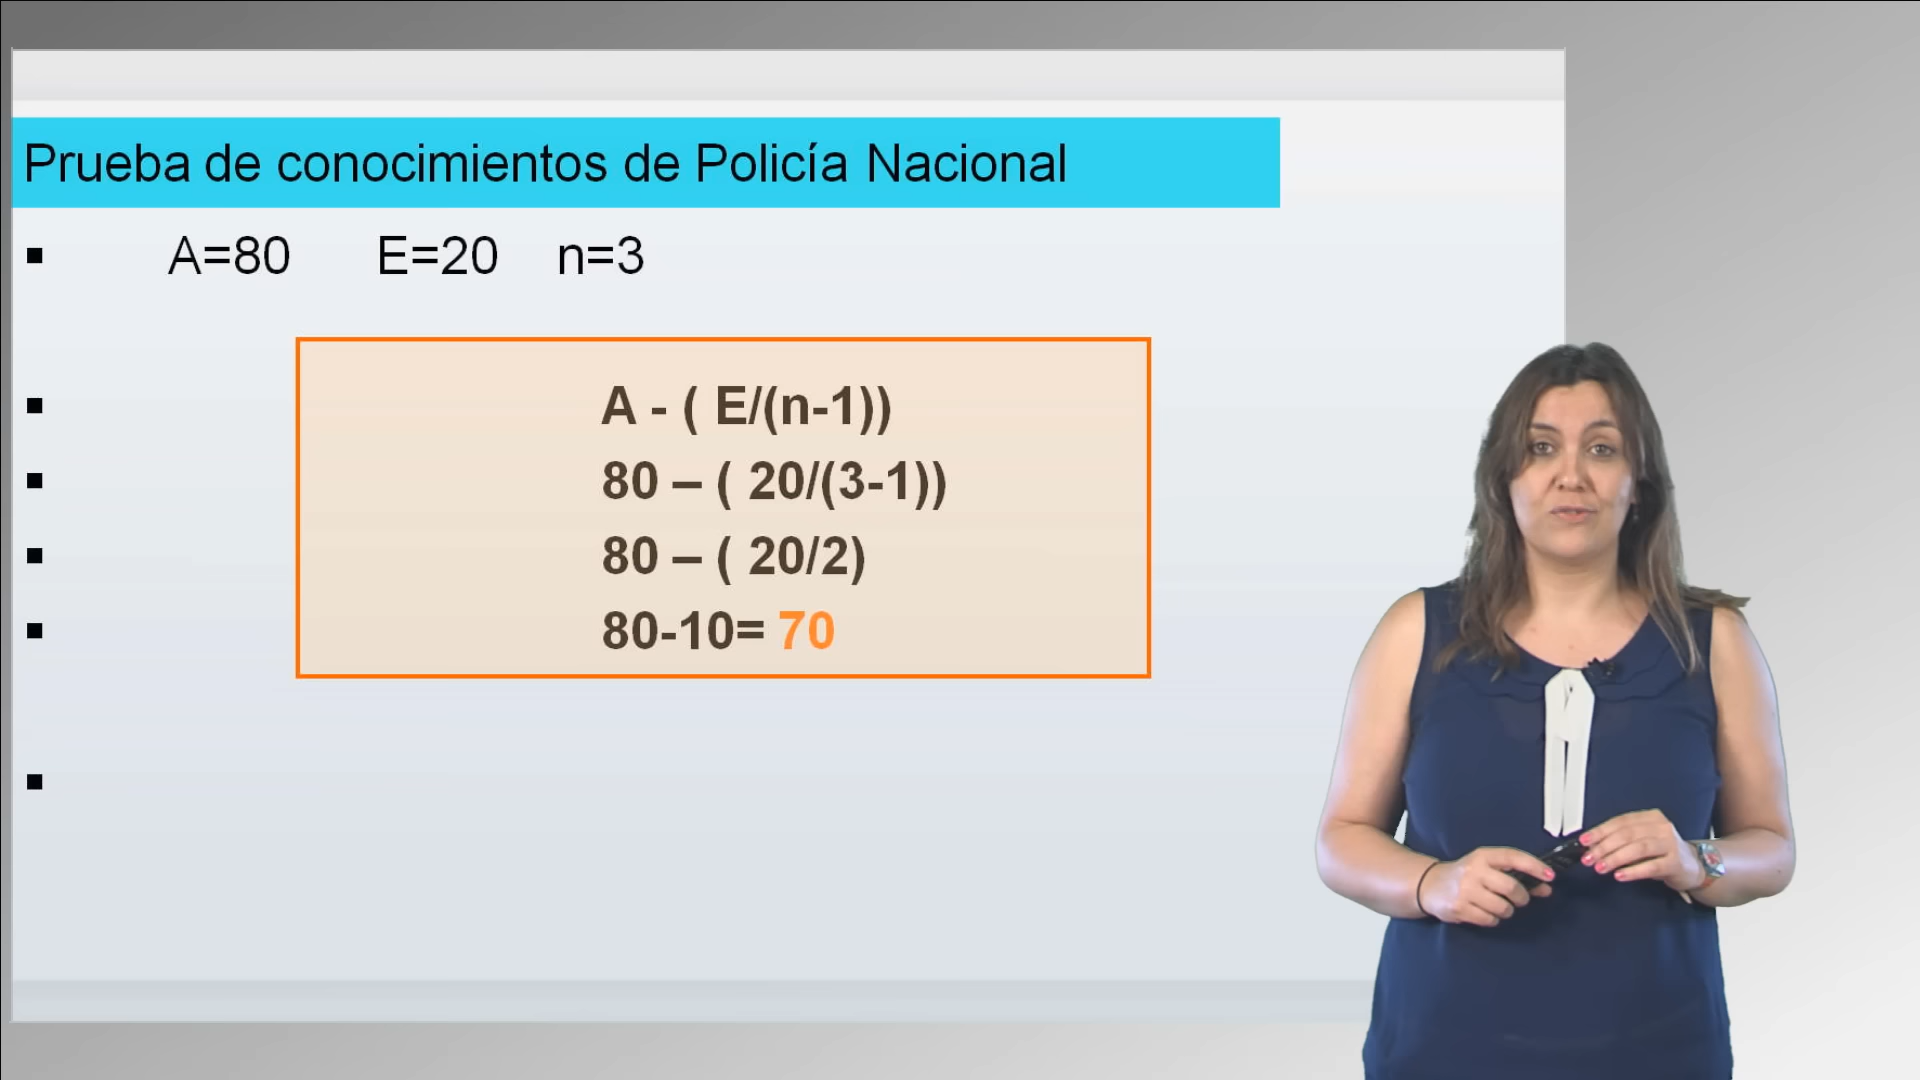 Prueba de conocimientos de Policía Nacional
A=80 E=20 n=3
A - ( E/(n-1))
80 – ( 20/(3-1))
80 – ( 20/2)
80-10= 70